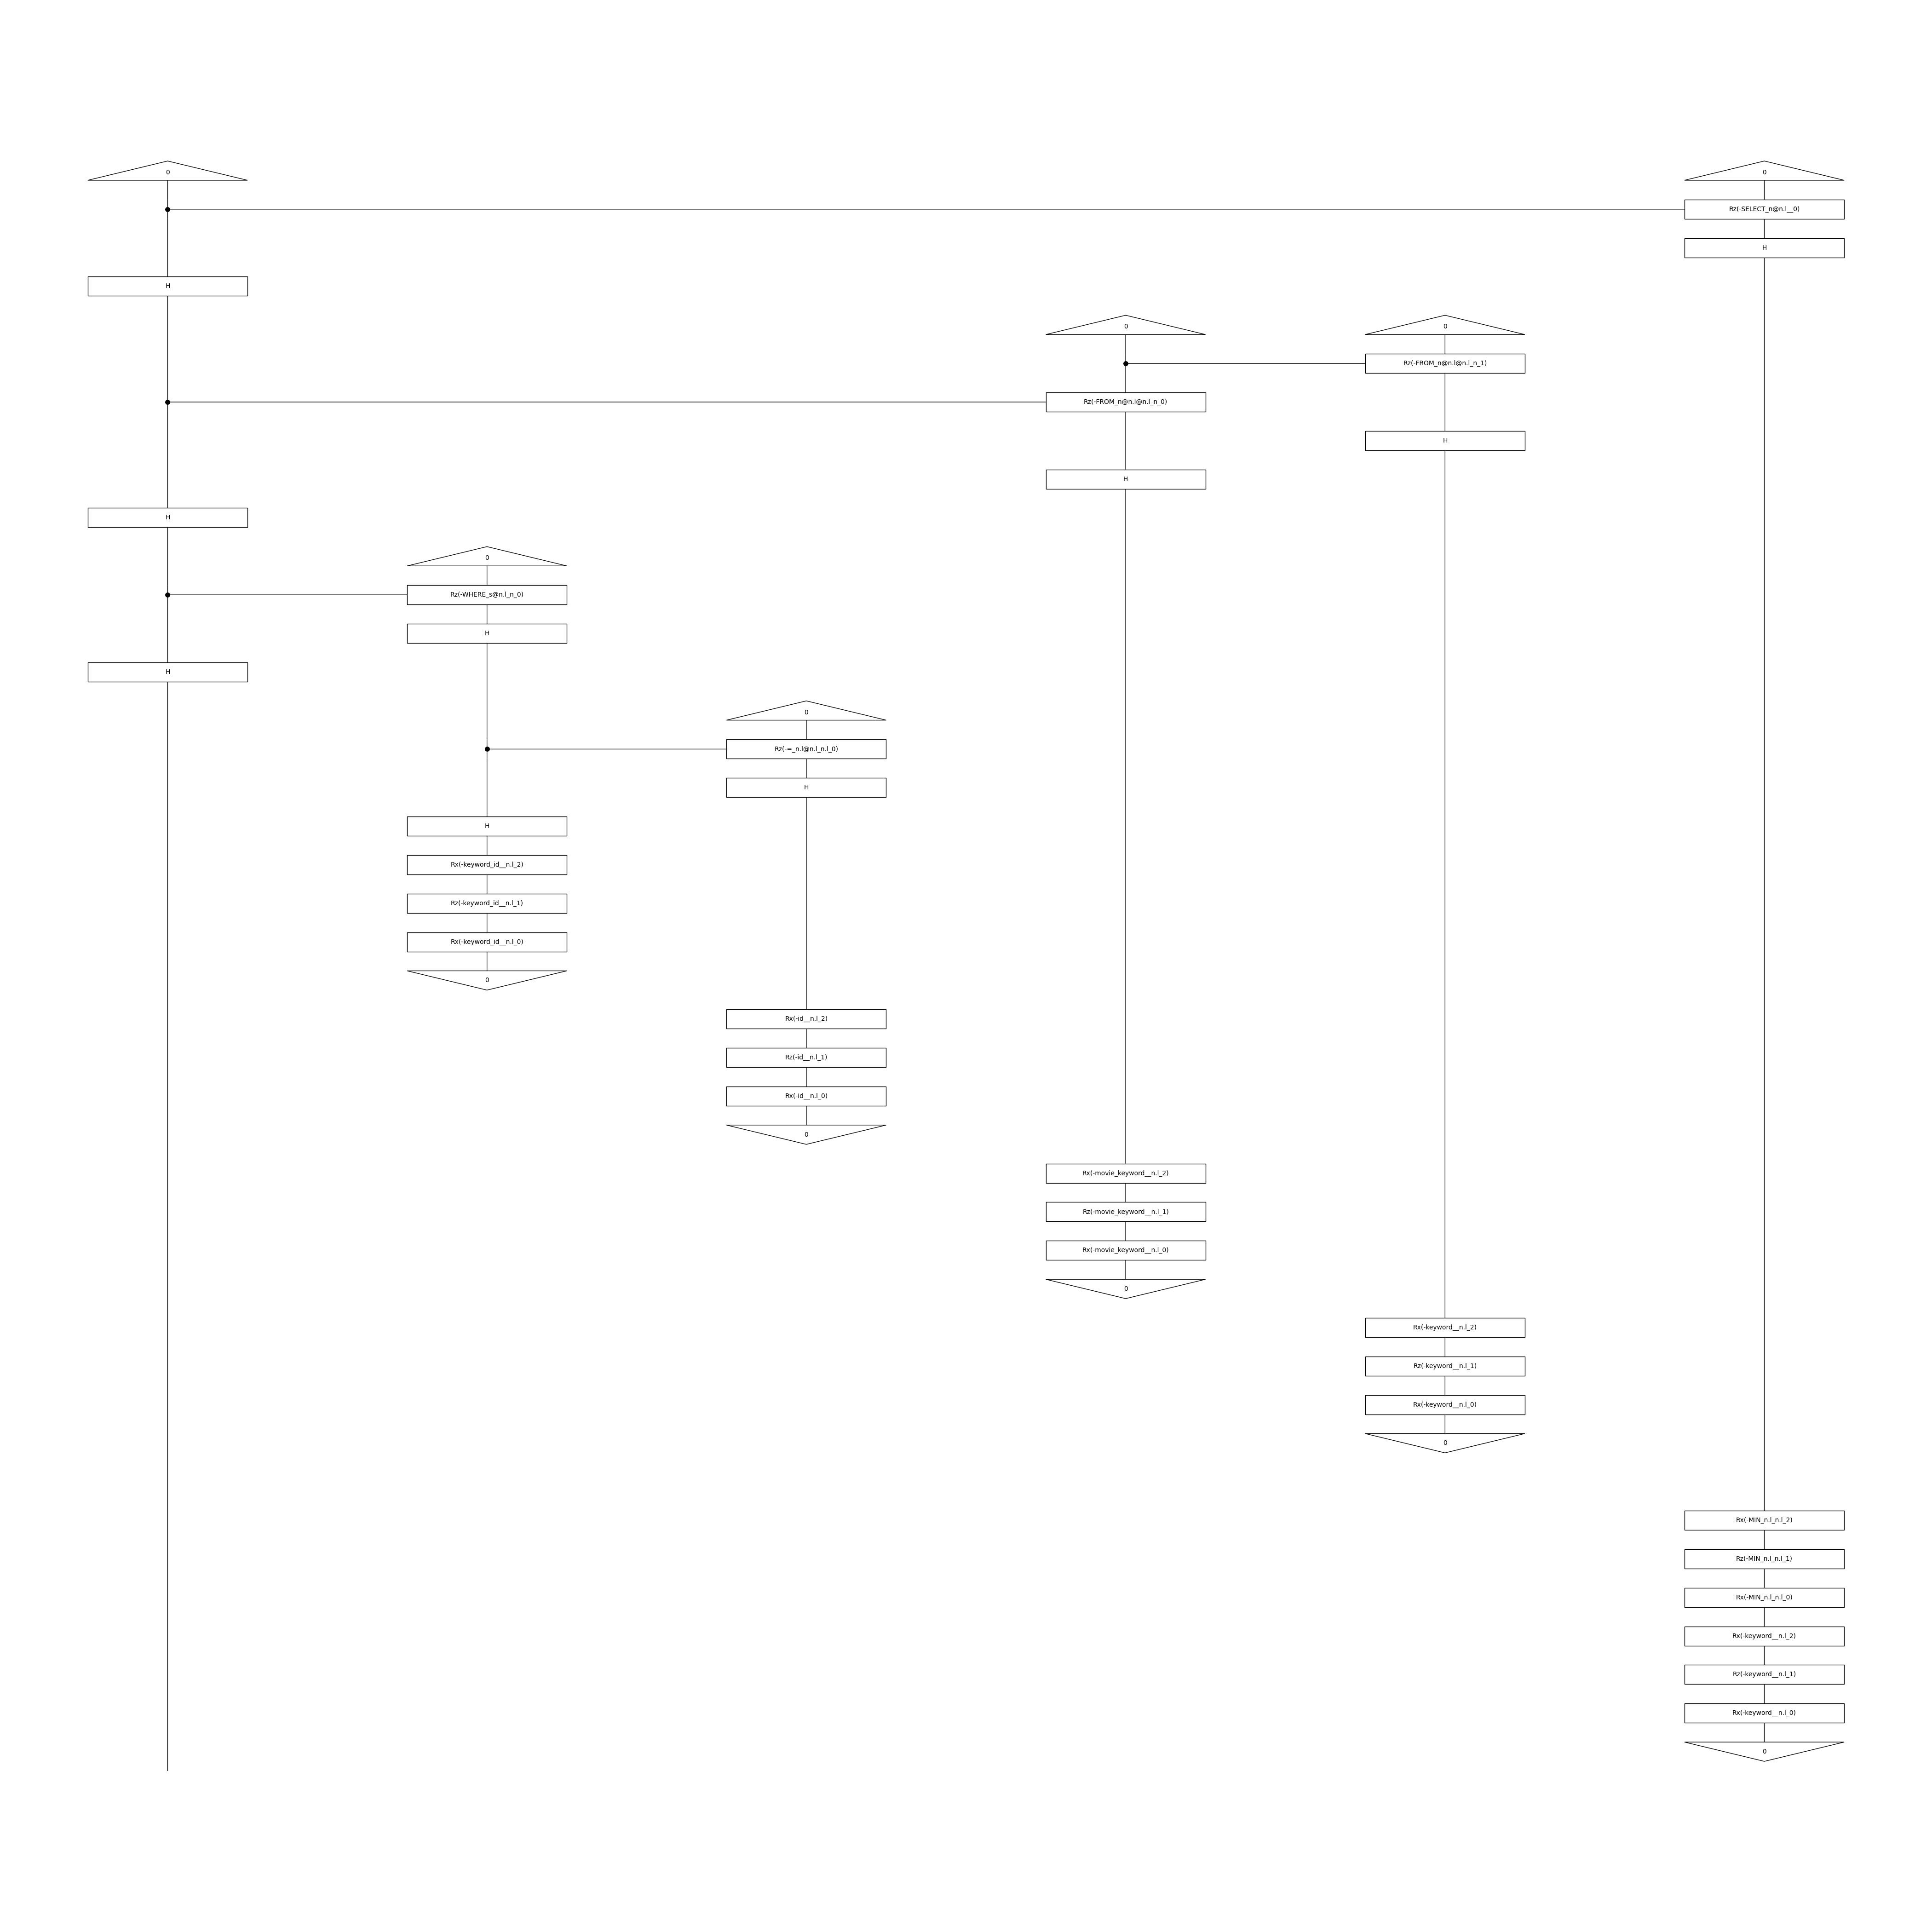 0
0
Rz(-SELECT_n@n.l__0)
H
H
0
0
Rz(-FROM_n@n.l@n.l_n_1)
Rz(-FROM_n@n.l@n.l_n_0)
H
H
H
0
Rz(-WHERE_s@n.l_n_0)
H
H
0
Rz(-=_n.l@n.l_n.l_0)
H
H
Rx(-keyword_id__n.l_2)
Rz(-keyword_id__n.l_1)
Rx(-keyword_id__n.l_0)
0
Rx(-id__n.l_2)
Rz(-id__n.l_1)
Rx(-id__n.l_0)
0
Rx(-movie_keyword__n.l_2)
Rz(-movie_keyword__n.l_1)
Rx(-movie_keyword__n.l_0)
0
Rx(-keyword__n.l_2)
Rz(-keyword__n.l_1)
Rx(-keyword__n.l_0)
0
Rx(-MIN_n.l_n.l_2)
Rz(-MIN_n.l_n.l_1)
Rx(-MIN_n.l_n.l_0)
Rx(-keyword__n.l_2)
Rz(-keyword__n.l_1)
Rx(-keyword__n.l_0)
0